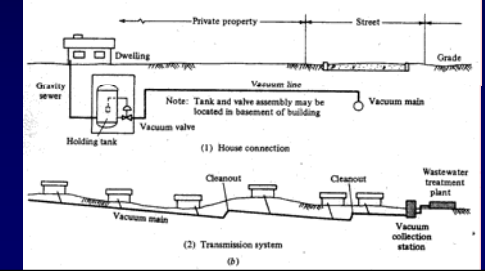 Private property
Street
Dwelling
Grade
Gravity
sewer
Vacuum line
Note: Tank and valve assembly may be
located in basement of building
Vacuum main
Vacuum valve
Holding tank
(1) House connection
Cleanout
Cleanout
Wastewater
treatment
plant
Vacuum main
Vacuum
collection
station
(2) Transmission system
(b)